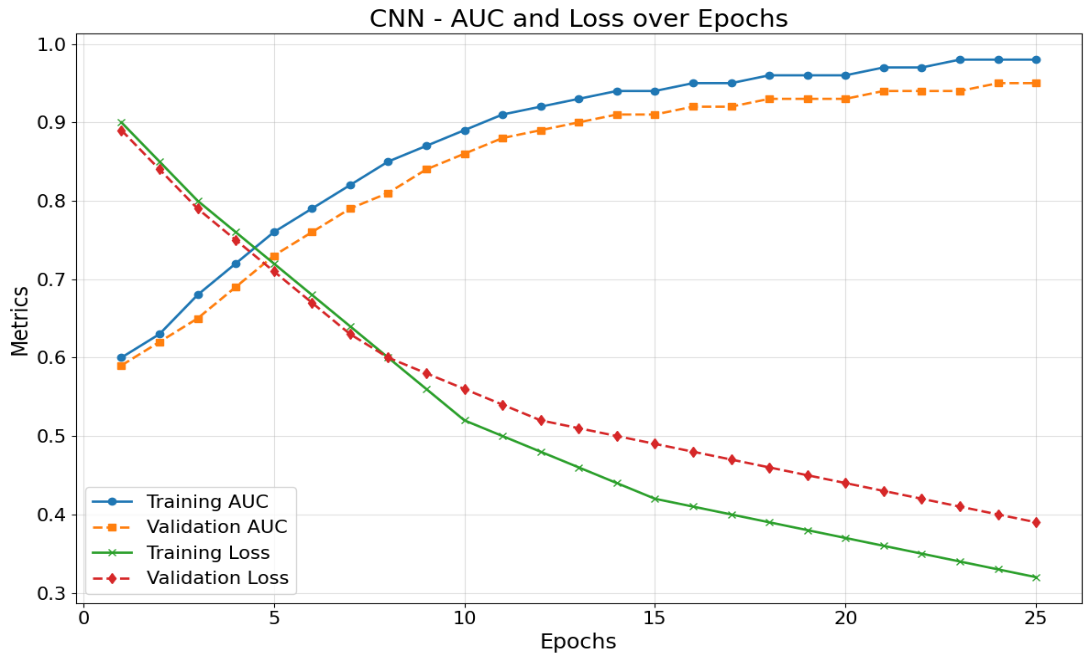 CNN - AUC and Loss over Epochs
1.0
0.9
0.8
0.7
0.6
0.5
0.4
0.3
Metrics
Training AUC
Validation AUC
Training Loss
Validation Loss
0 5 10 15 20 25
Epochs